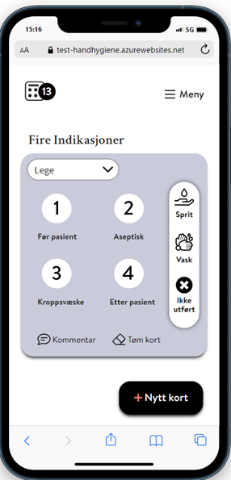 15:16
5G
AA test-handhygiene.azurewebsites.net
13
Meny
Fire Indikasjoner
Lege
1
2
Sprit
Før pasient
Aseptisk
Vask
3
4
Ikke
utført
Kroppsvæske
Etter pasient
Kommentar
Tøm kort
+ Nytt kort